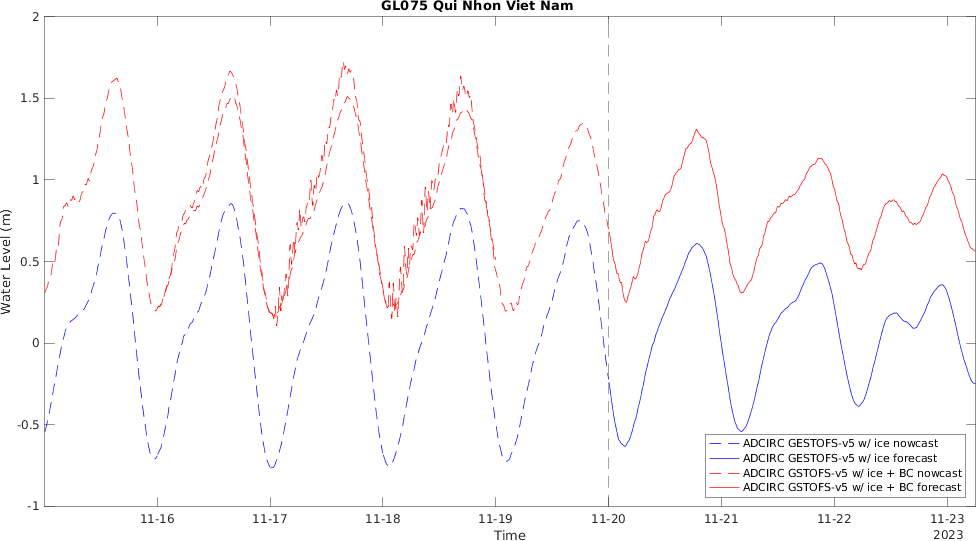 GL075 Qui Nhon Viet Nam
Water Level (m)
2
1.5
1
0.5
0
-0.5
-1
11-16 11-17 11-18 11-19 11-20 11-21 11-22 11-23
Time
2023
ADCIRC GESTOFS-v5 w/ ice nowcast
ADCIRC GESTOFS-v5 w/ ice forecast
ADCIRC GSTOFS-v5 w/ ice + BC nowcast
ADCIRC GSTOFS-v5 w/ ice + BC forecast